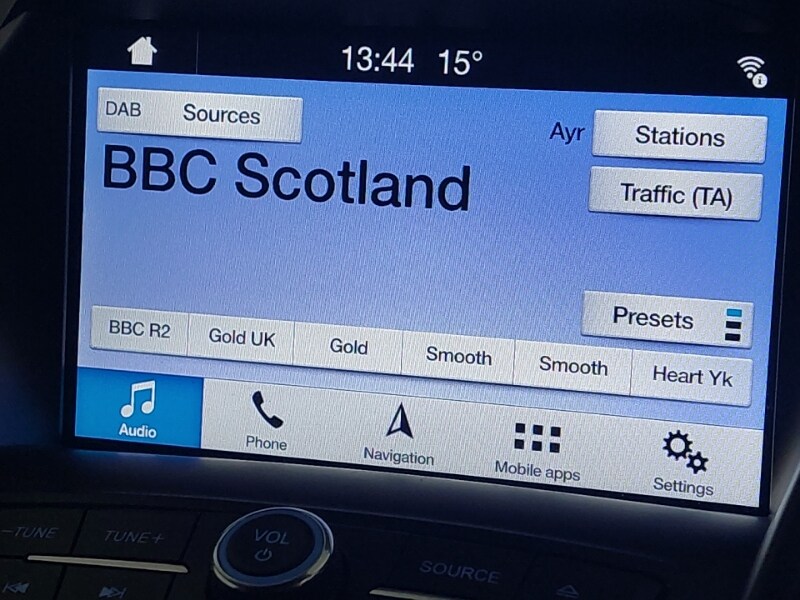 13:44 15°
DAB Sources
Ayr Stations
BBC Scotland
Traffic (TA)
Presets
BBC R2 Gold UK Gold Smooth Smooth Heart Yk
Audio Phone Navigation Mobile apps Settings
–TUNE TUNE+ VOL SOURCE